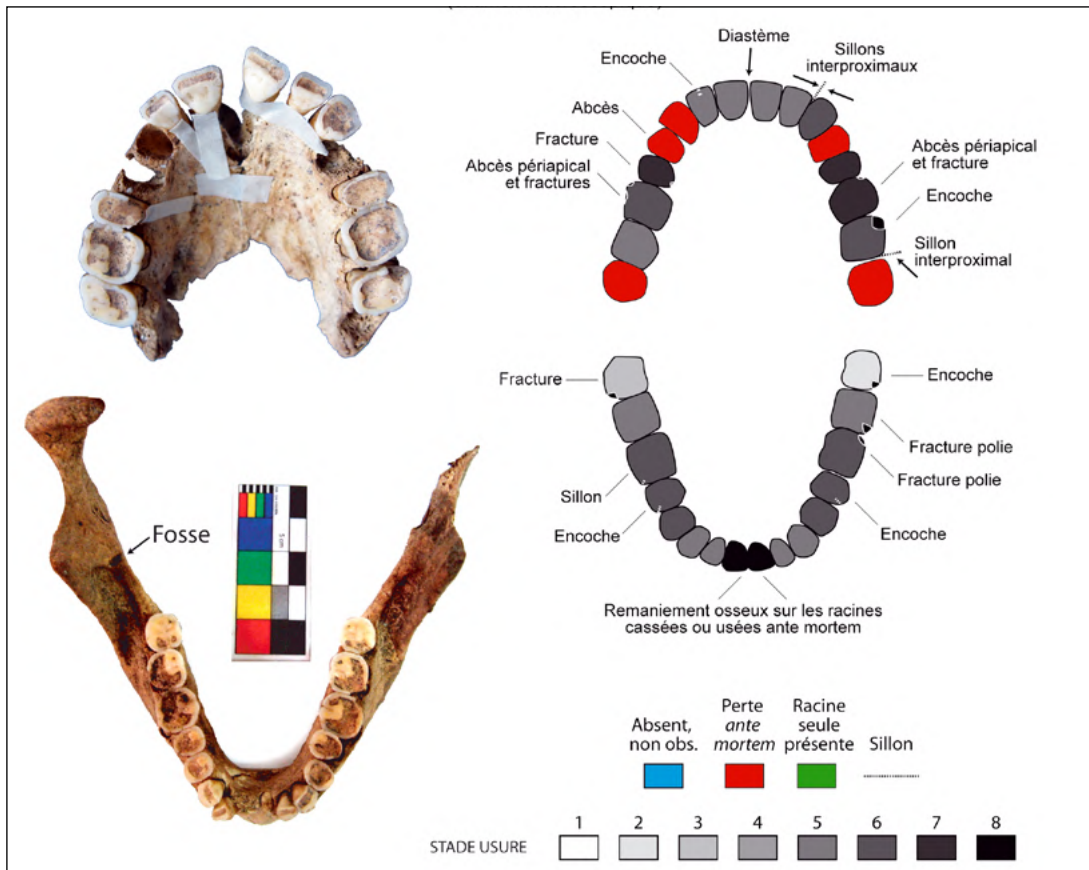 Diastème
Encoche
Sillons
interproximaux
Abcès
Fracture
Abcès périapical
et fractures
Abcès périapical
et fracture
Encoche
Sillon
interproximal
Fracture
Encoche
Fracture polie
Fracture polie
Sillon
Encoche
Encoche
Remaniement osseux sur les racines
cassées ou usées ante mortem
Fosse
5 cm
Absent,
non obs.
Perte
ante
mortem
Racine
seule
présente
Sillon
STADE USURE
1 2 3 4 5 6 7 8